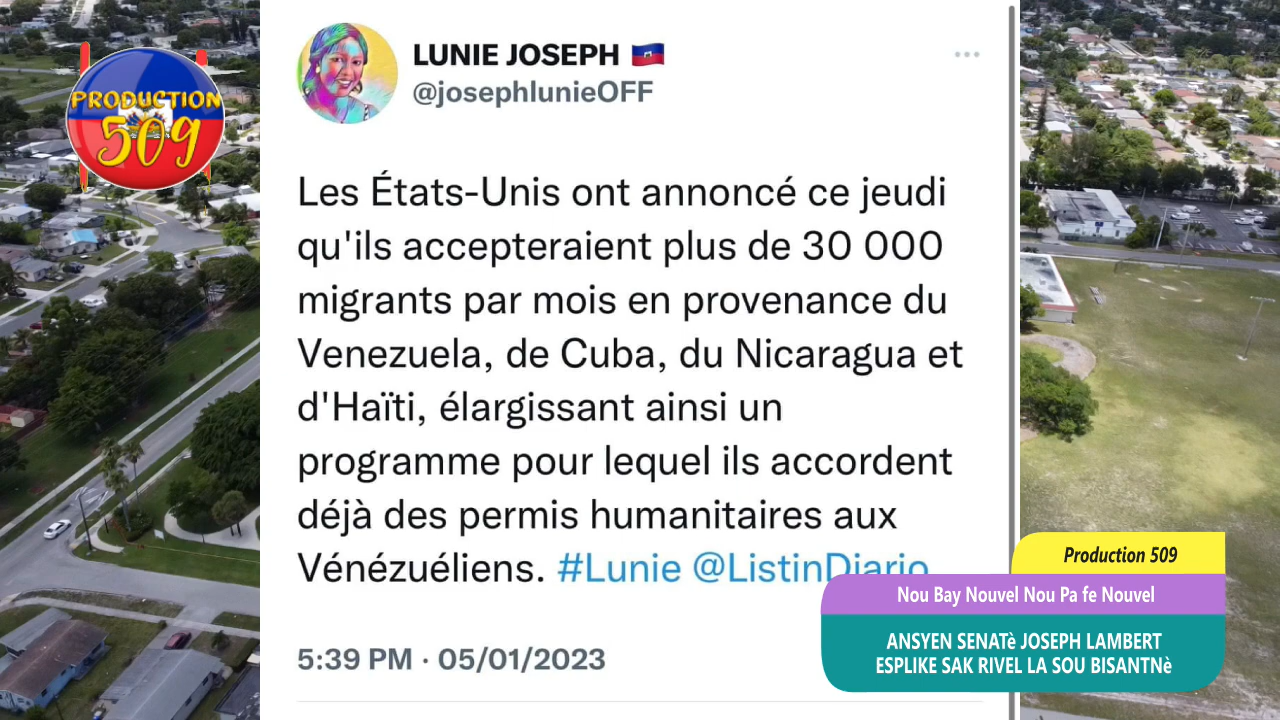 PRODUCTION
509
LUNIE JOSEPH
@josephlunieOFF
Les États-Unis ont annoncé ce jeudi
qu'ils accepteraient plus de 30 000
migrants par mois en provenance du
Venezuela, de Cuba, du Nicaragua et
d'Haïti, élargissant ainsi un
programme pour lequel ils accordent
déjà des permis humanitaires aux
Vénézuéliens. #Lunie @ListinDiario
5:39 PM · 05/01/2023
Production 509
Nou Bay Nouvel Nou Pa fe Nouvel
ANSYEN SENATè JOSEPH LAMBERT
ESPLIKE SAK RIVEL LA SOU BISANTNè